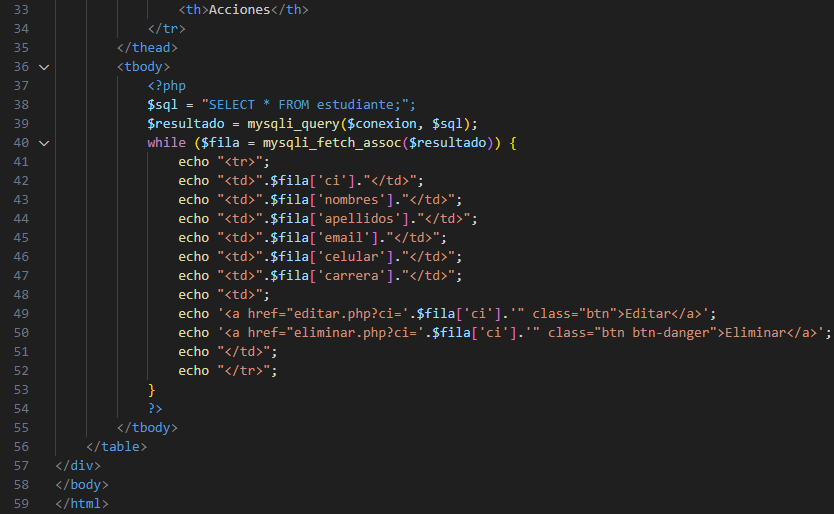 33 <th>Acciones</th>
34 </tr>
35 </thead>
36 <tbody>
37 <?php
38 $sql = "SELECT * FROM estudiante;";
39 $resultado = mysqli_query($conexion, $sql);
40 while ($fila = mysqli_fetch_assoc($resultado)) {
41 echo "<tr>";
42 echo "<td>".$fila['ci']."</td>";
43 echo "<td>".$fila['nombres']."</td>";
44 echo "<td>".$fila['apellidos']."</td>";
45 echo "<td>".$fila['email']."</td>";
46 echo "<td>".$fila['celular']."</td>";
47 echo "<td>".$fila['carrera']."</td>";
48 echo "<td>";
49 echo '<a href="editar.php?ci='.$fila['ci'].'" class="btn">Editar</a>';
50 echo '<a href="eliminar.php?ci='.$fila['ci'].'" class="btn btn-danger">Eliminar</a>';
51 echo "</td>";
52 echo "</tr>";
53 }
54 ?>
55 </tbody>
56 </table>
57 </div>
58 </body>
59 </html>